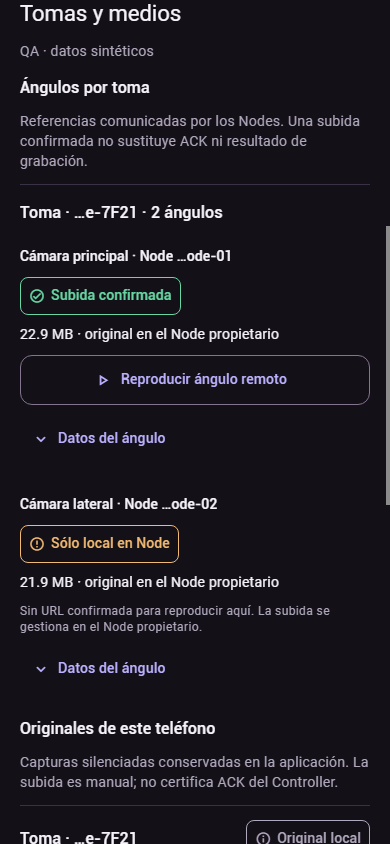 Tomas y medios
QA · datos sintéticos
Ángulos por toma
Referencias comunicadas por los Nodes. Una subida
confirmada no sustituye ACK ni resultado de
grabación.
Toma · …e-7F21 · 2 ángulos
Cámara principal · Node …ode-01
Subida confirmada
22.9 MB · original en el Node propietario
Reproducir ángulo remoto
Datos del ángulo
Cámara lateral · Node …ode-02
Sólo local en Node
21.9 MB · original en el Node propietario
Sin URL confirmada para reproducir aquí. La subida se
gestiona en el Node propietario.
Datos del ángulo
Originales de este teléfono
Capturas silenciadas conservadas en la aplicación. La
subida es manual; no certifica ACK del Controller.
Toma · …e-7F21
Original local